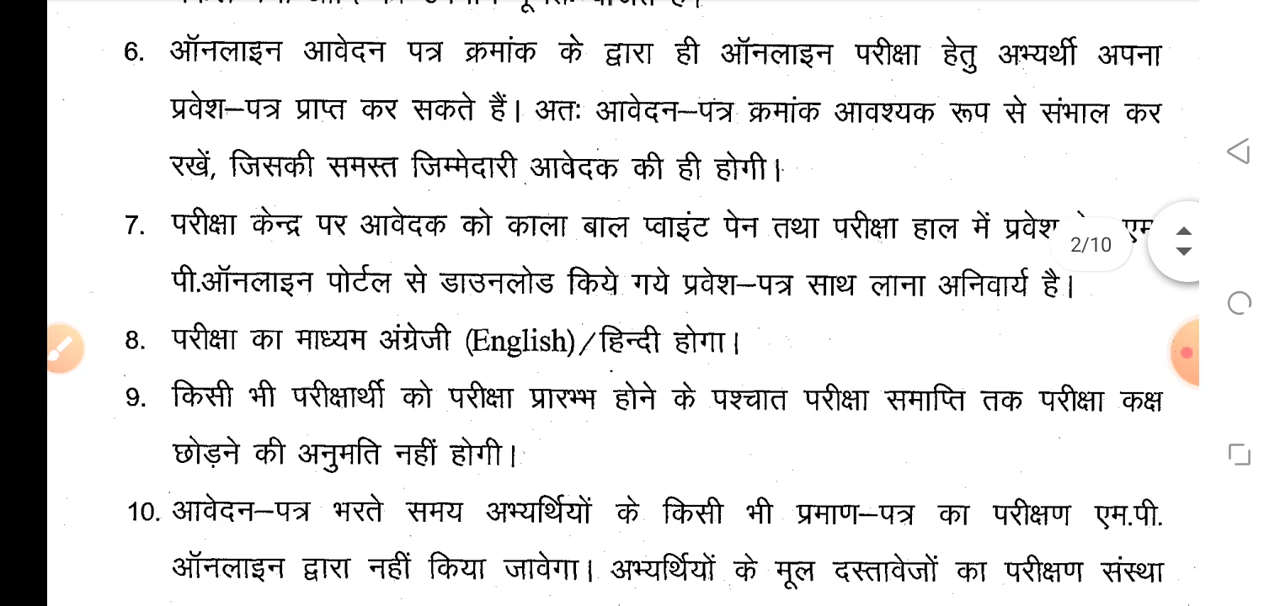 6. ऑनलाइन आवेदन पत्र क्रमांक के द्वारा ही ऑनलाइन परीक्षा हेतु अभ्यर्थी अपना
प्रवेश–पत्र प्राप्त कर सकते हैं। अतः आवेदन–पत्र क्रमांक आवश्यक रूप से संभाल कर
रखें, जिसकी समस्त जिम्मेदारी आवेदक की ही होगी।
7. परीक्षा केन्द्र पर आवेदक को काला बाल प्वाइंट पेन तथा परीक्षा हाल में प्रवेश एम
2/10
पी.ऑनलाइन पोर्टल से डाउनलोड किये गये प्रवेश–पत्र साथ लाना अनिवार्य है।
8. परीक्षा का माध्यम अंग्रेजी (English)/हिन्दी होगा।
9. किसी भी परीक्षार्थी को परीक्षा प्रारम्भ होने के पश्चात परीक्षा समाप्ति तक परीक्षा कक्ष
छोड़ने की अनुमति नहीं होगी।
10. आवेदन–पत्र भरते समय अभ्यर्थियों के किसी भी प्रमाण–पत्र का परीक्षण एम.पी.
ऑनलाइन द्वारा नहीं किया जावेगा। अभ्यर्थियों के मूल दस्तावेजों का परीक्षण संस्था